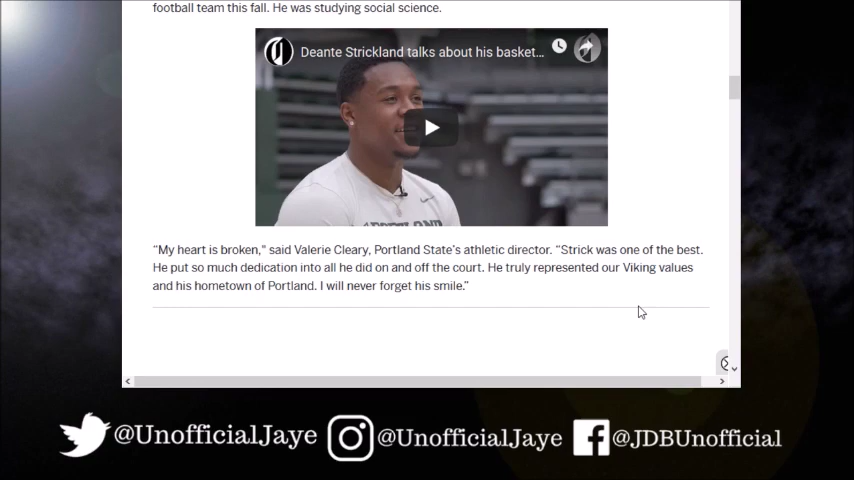 football team this fall. He was studying social science.
Deante Strickland talks about his basket...
"My heart is broken," said Valerie Cleary, Portland State's athletic director. "Strick was one of the best.
He put so much dedication into all he did on and off the court. He truly represented our Viking values
and his hometown of Portland. I will never forget his smile."
@UnofficialJaye @UnofficialJaye @JDBUnofficial